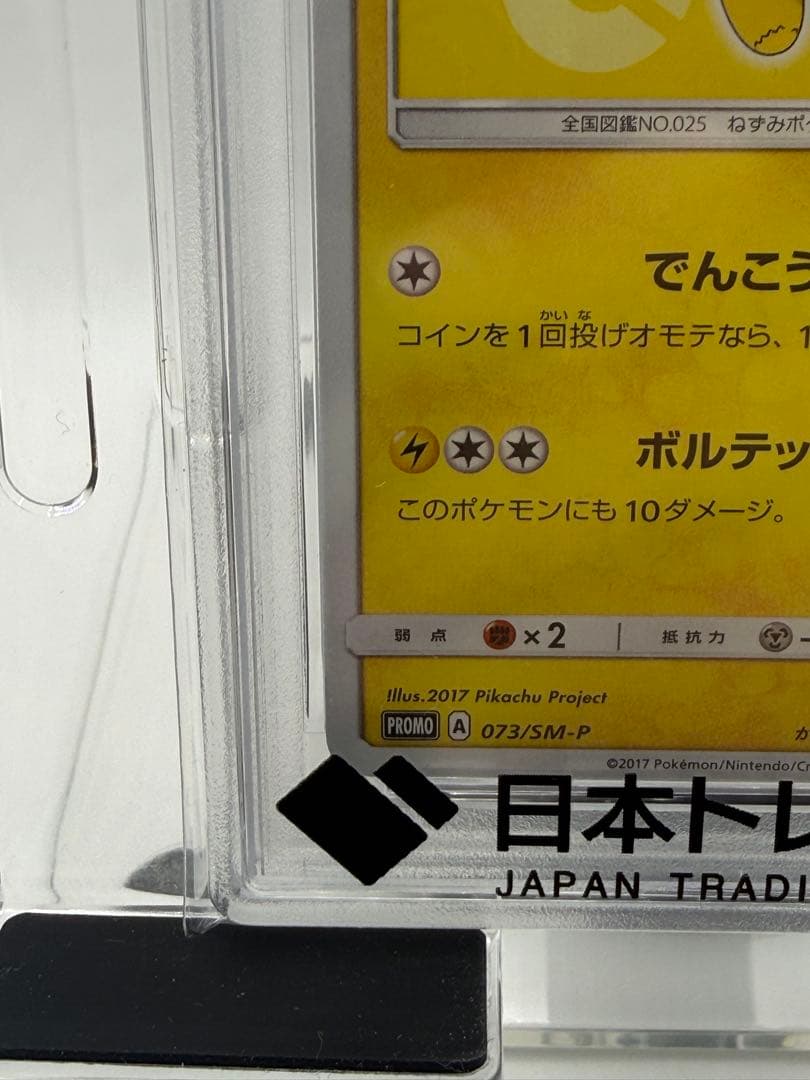 全国図鑑NO.025 ねずみポケ
でんこう
かい な
コインを1回投げオモテなら、1
ボルテッ
このポケモンにも10ダメージ。
弱点 ×2 抵抗力 -
Illus.2017 Pikachu Project
PROMO A 073/SM-P か
©2017 Pokémon/Nintendo/Cr
日本トレ
JAPAN TRADI